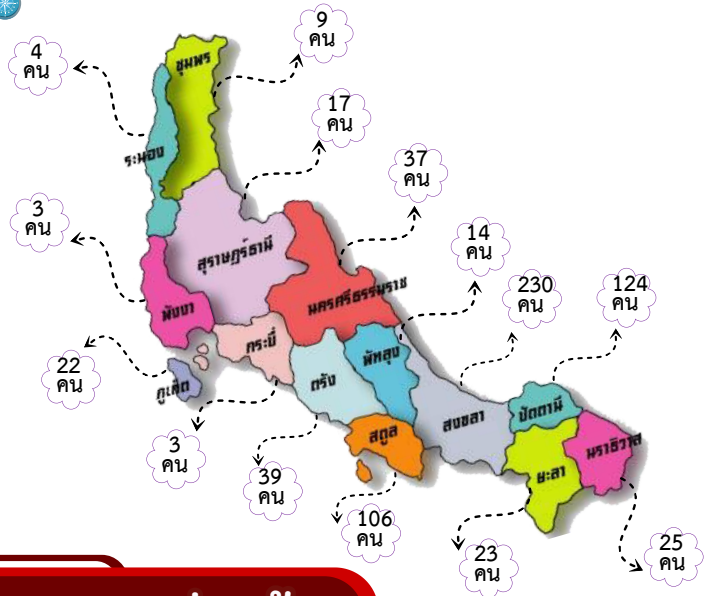 9
คน
4
คน
ชุมพร
17
คน
ระนอง
37
คน
3
คน
สุราษฎร์ธานี
14
คน
230
คน
124
คน
พังงา
นครศรีธรรมราช
กระบี่
พัทลุง
22
คน
ภูเก็ต
ตรัง
สงขลา
ปัตตานี
สตูล
นราธิวาส
ยะลา
3
คน
39
คน
106
คน
23
คน
25
คน